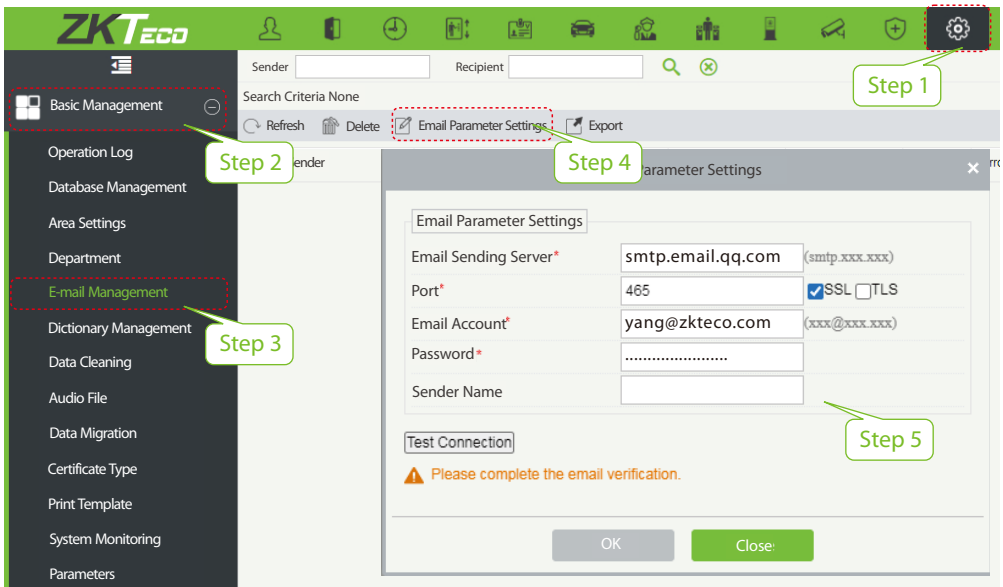 ZKTeco
Sender
Recipient
Step 1
Basic Management
Search Criteria None
Refresh
Delete
Email Parameter Settings
Export
Step 2
ender
Step 4
Parameter Settings
×
Operation Log
Database Management
Area Settings
Department
E-mail Management
Dictionary Management
Data Cleaning
Audio File
Data Migration
Certificate Type
Print Template
System Monitoring
Parameters
Step 3
Email Parameter Settings
Email Sending Server* smtp.email.qq.com (smtp.xxx.xxx)
Port* 465 SSL TLS
Email Account* yang@zkteco.com (xxx@xxx.xxx)
Password* .......................
Sender Name
Step 5
Test Connection
Please complete the email verification.
OK
Close